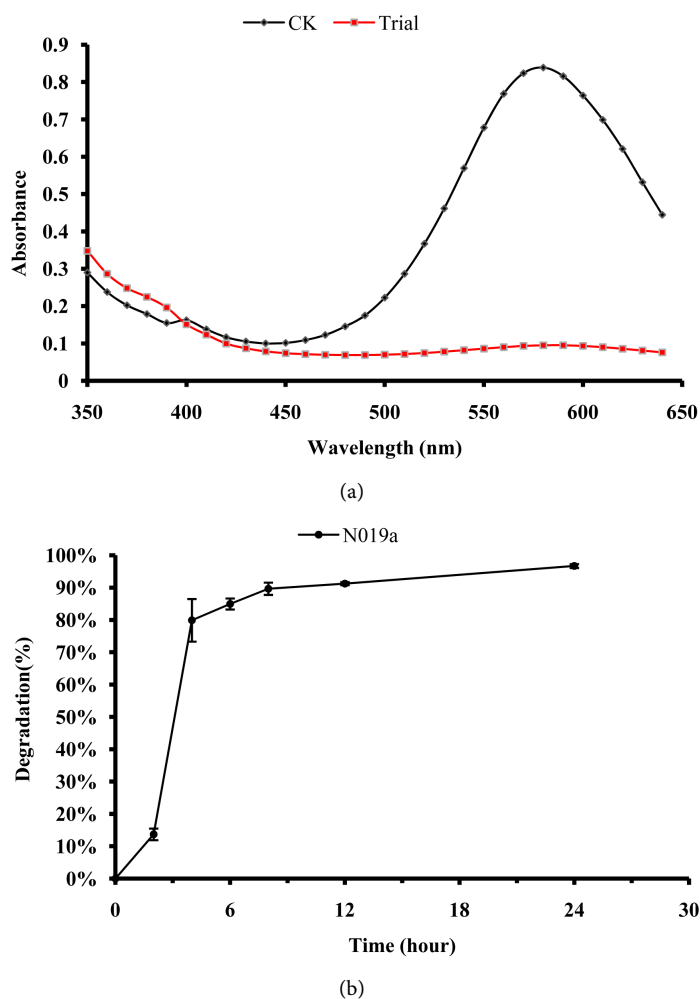 CK Trial
0.9
0.8
0.7
0.6
0.5
0.4
0.3
0.2
0.1
0
Absorbance
350 400 450 500 550 600 650
Wavelength (nm)
(a)
N019a
100%
90%
80%
70%
60%
50%
40%
30%
20%
10%
0%
Degradation(%)
0 6 12 18 24 30
Time (hour)
(b)